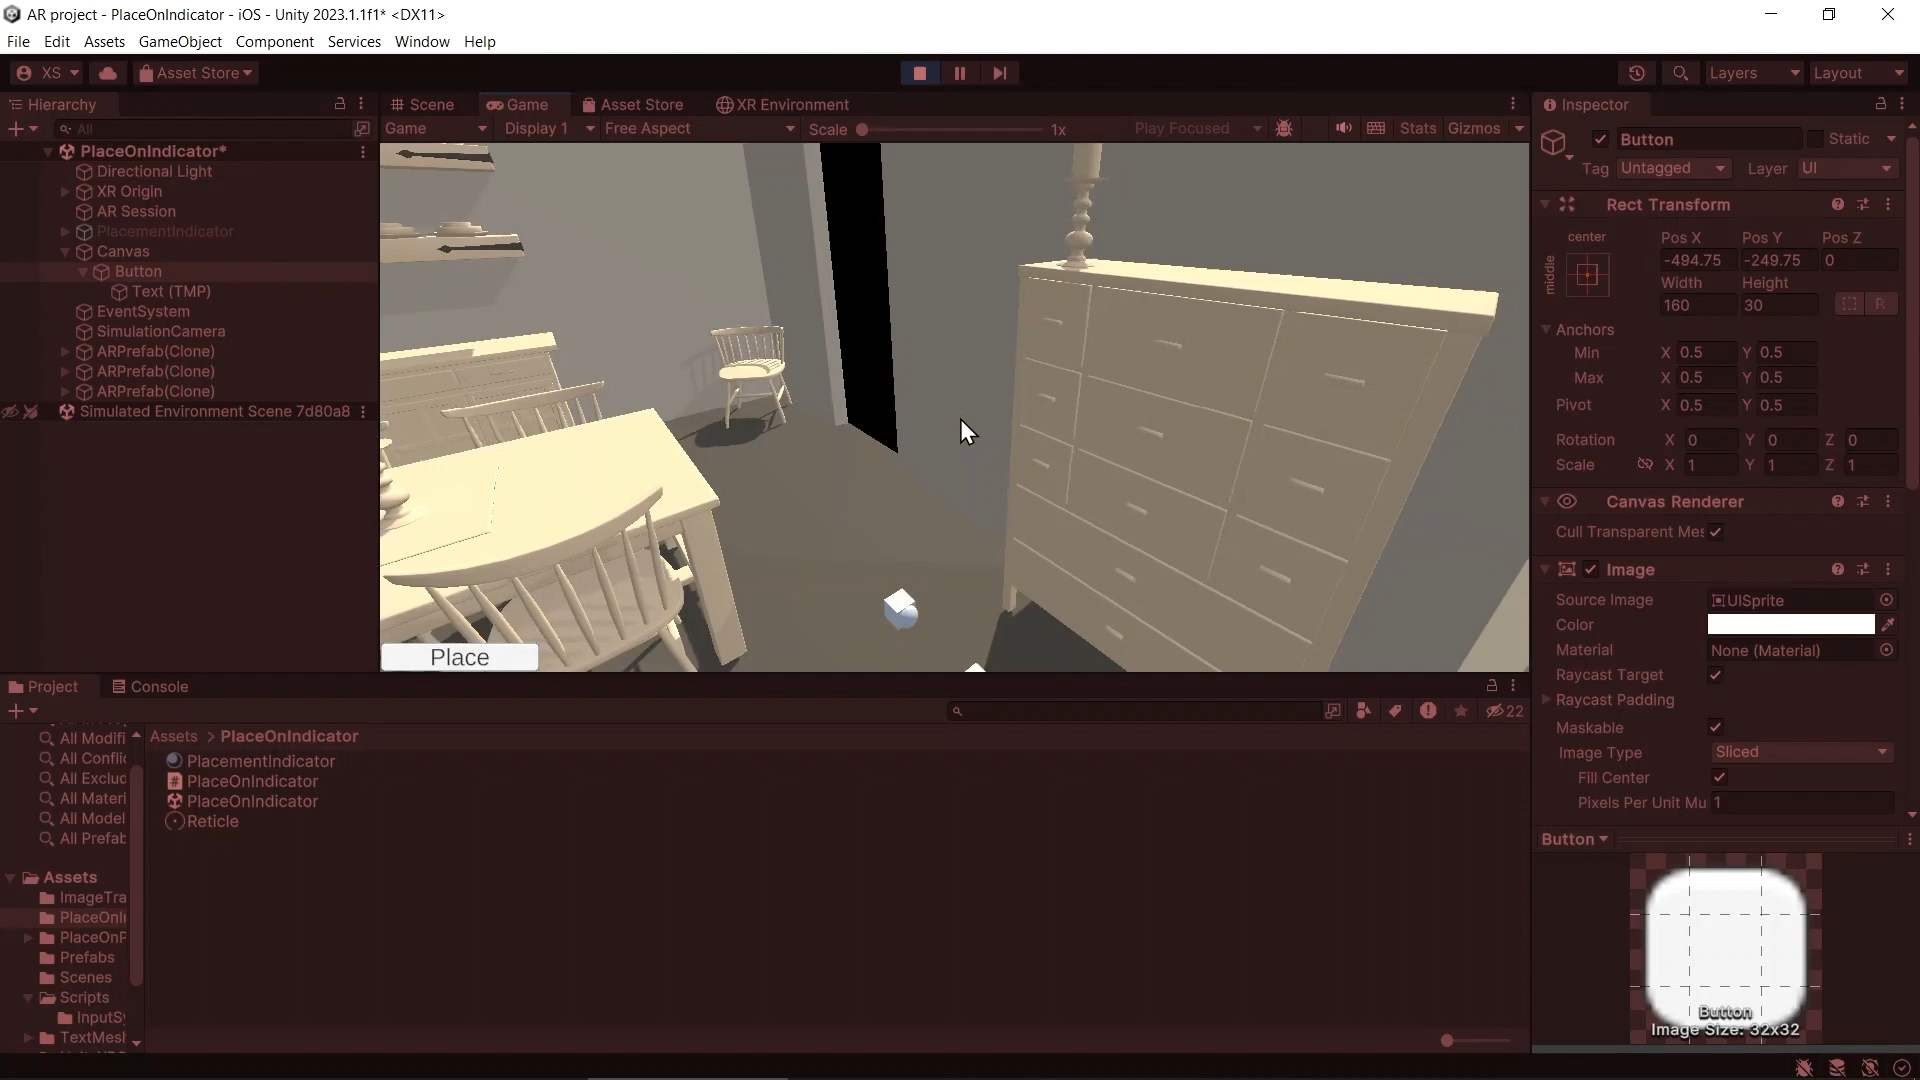 AR project - PlaceOnIndicator - iOS - Unity 2023.1.1f1* <DX11>
File Edit Assets GameObject Component Services Window Help
XS Asset Store Layers Layout
Hierarchy
All
PlaceOnIndicator*
Directional Light
XR Origin
AR Session
PlacementIndicator
Canvas
Button
Text (TMP)
EventSystem
SimulationCamera
ARPrefab(Clone)
ARPrefab(Clone)
ARPrefab(Clone)
Simulated Environment Scene 7d80a8
Scene Game Asset Store XR Environment
Game Display 1 Free Aspect Scale 1x Play Focused Stats Gizmos
Place
Project Console
22
All Modifi
All Conflic
All Exclud
All Materi
All Model
All Prefab
Assets
ImageTra
PlaceOnI
PlaceOnP
Prefabs
Scenes
Scripts
InputSy
TextMesh
Assets > PlaceOnIndicator
PlacementIndicator
PlaceOnIndicator
PlaceOnIndicator
Reticle
Inspector
Button Static
Tag Untagged Layer UI
Rect Transform
center
middle
Pos X Pos Y Pos Z
-494.75 -249.75 0
Width Height
160 30 R
Anchors
Min X 0.5 Y 0.5
Max X 0.5 Y 0.5
Pivot X 0.5 Y 0.5
Rotation X 0 Y 0 Z 0
Scale X 1 Y 1 Z 1
Canvas Renderer
Cull Transparent Mes
Image
Source Image UISprite
Color
Material None (Material)
Raycast Target
Raycast Padding
Maskable
Image Type Sliced
Fill Center
Pixels Per Unit Mu 1
Button
Button
Image Size: 32x32